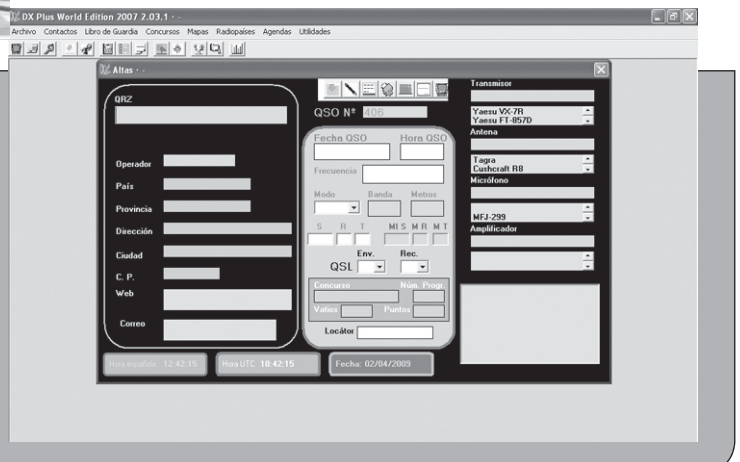 DX Plus World Edition 2007 2.03.1 - -
Archivo Contactos Libro de Guardia Concursos Mapas Radiopaíses Agendas Utilidades
Altas - -
QRZ
Operador
País
Provincia
Dirección
Ciudad
C. P.
Web
Correo
QSO Nº 406
Fecha QSO Hora QSO
Frecuencia
Modo Banda Metros
S R T MI S M R M T
Env. Rec.
QSL
Concurso Núm. Progr.
Vatios Puntos
Locátor
Transmisor
Yaesu VX-7R
Yaesu FT-857D
Antena
Tagra
Cushcraft R8
Micrófono
MFJ-299
Amplificador
Hora española 12:42:15
Hora UTC 10:42:15
Fecha: 02/04/2009